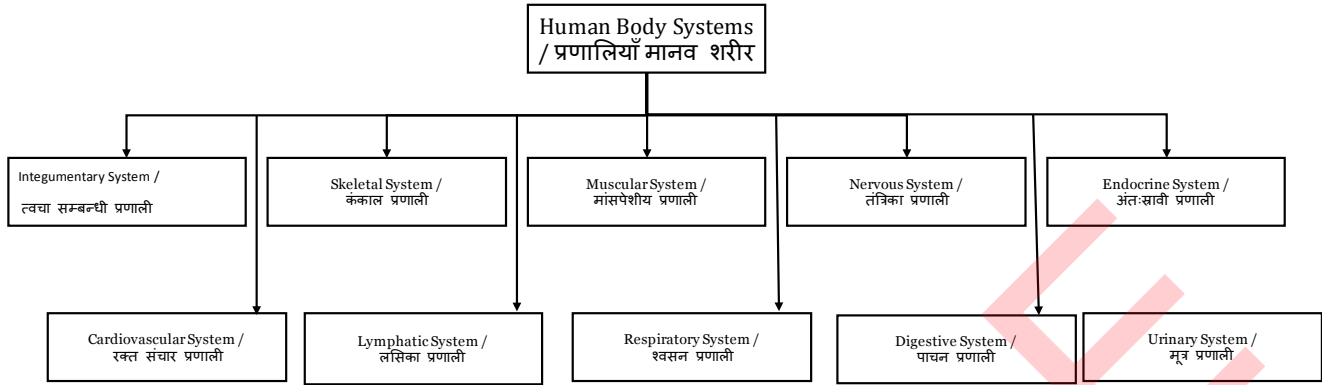 Human Body Systems
/ प्रणालियाँ मानव शरीर
Integumentary System /
त्वचा सम्बन्धी प्रणाली
Skeletal System /
कंकाल प्रणाली
Muscular System /
मांसपेशीय प्रणाली
Nervous System /
तंत्रिका प्रणाली
Endocrine System /
अंतःस्रावी प्रणाली
Cardiovascular System /
रक्त संचार प्रणाली
Lymphatic System /
लसिका प्रणाली
Respiratory System /
श्वसन प्रणाली
Digestive System /
पाचन प्रणाली
Urinary System /
मूत्र प्रणाली